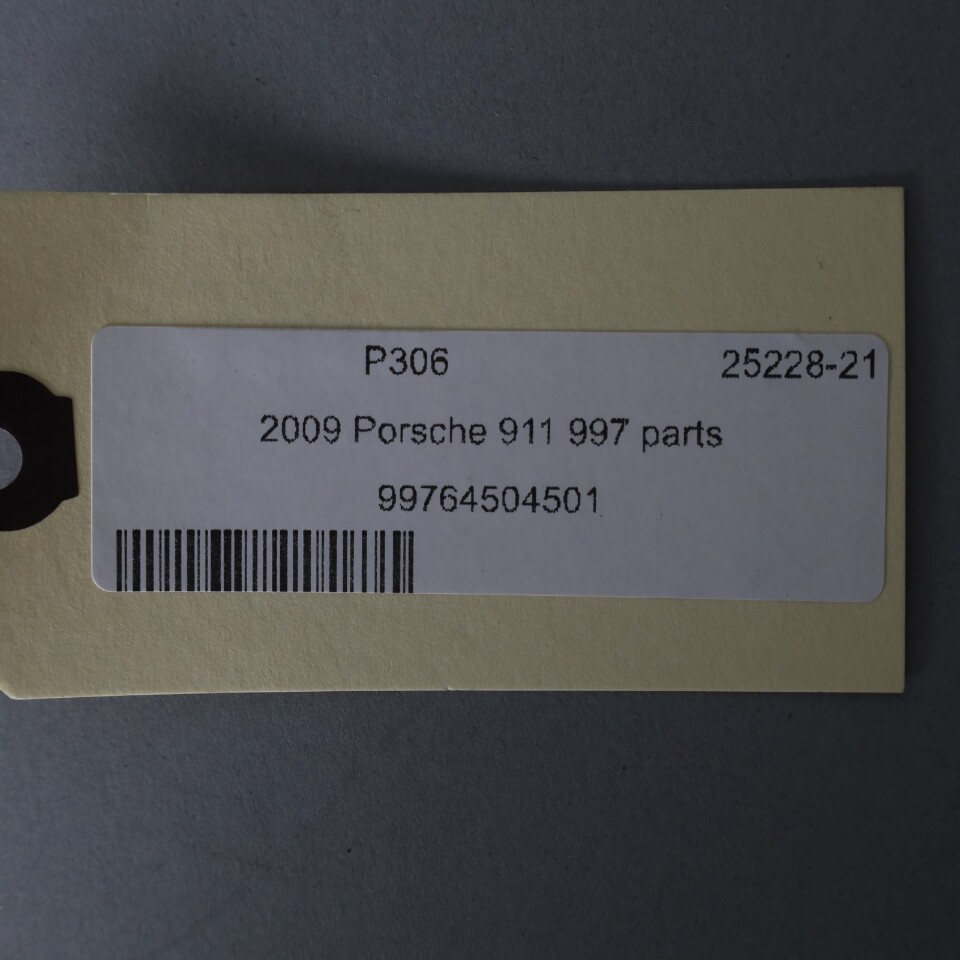 P306 25228-21
2009 Porsche 911 997 parts
99764504501